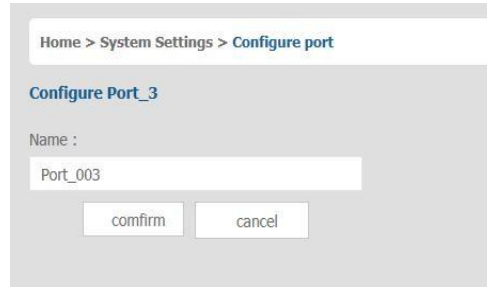 Home > System Settings > Configure port
Configure Port_3
Name :
Port_003
comfirm cancel